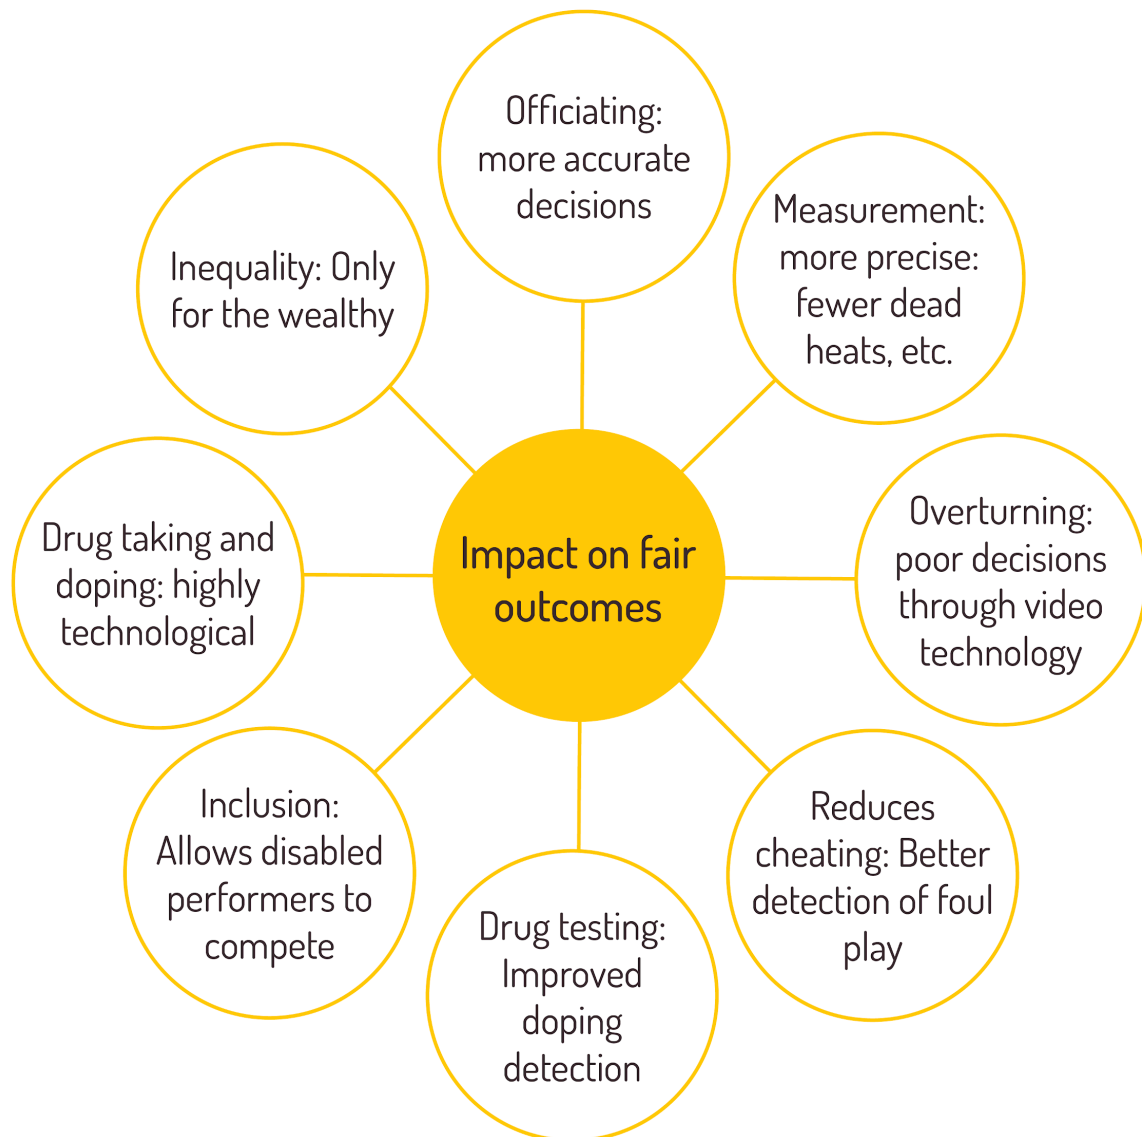 Officiating:
more accurate
decisions
Measurement:
more precise:
fewer dead
heats, etc.
Overturning:
poor decisions
through video
technology
Reduces
cheating: Better
detection of foul
play
Drug testing:
Improved
doping
detection
Inclusion:
Allows disabled
performers to
compete
Drug taking and
doping: highly
technological
Inequality: Only
for the wealthy
Impact on fair
outcomes